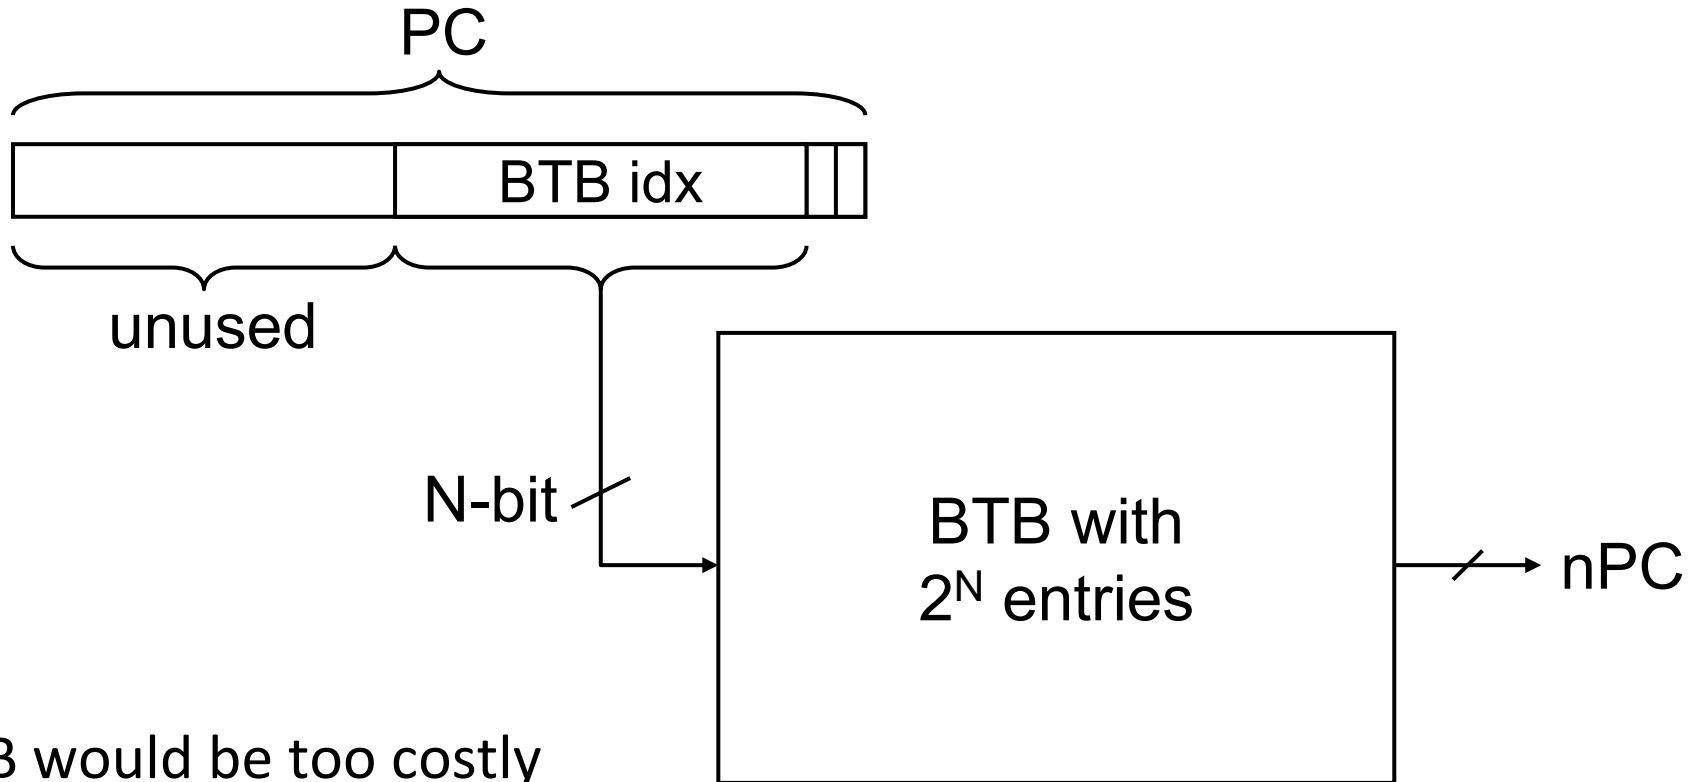 PC
BTB idx
unused
N-bit
BTB with
2ᴺ entries
nPC
would be too costly